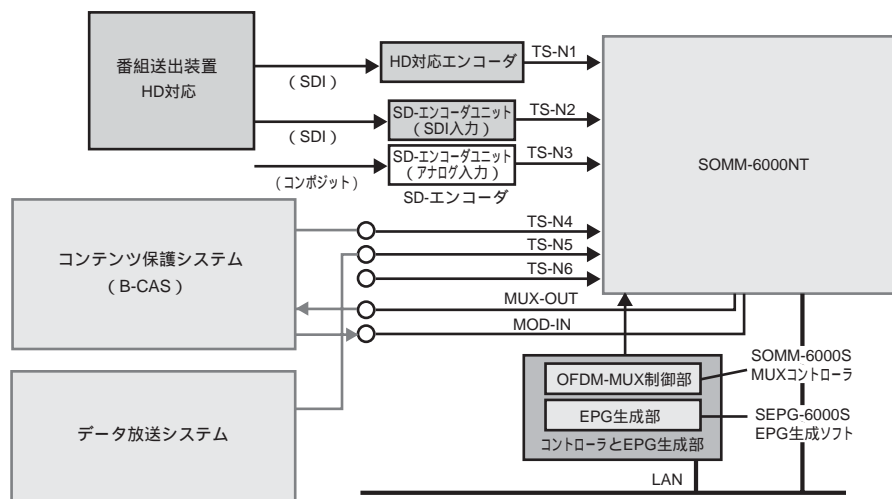 番組送出装置
HD対応
（SDI）
HD対応エンコーダ
TS-N1
（SDI）
SD-エンコーダユニット
（SDI入力）
TS-N2
（コンポジット）
SD-エンコーダユニット
（アナログ入力）
TS-N3
SD-エンコーダ
SOMM-6000NT
コンテンツ保護システム
（B-CAS）
TS-N4
TS-N5
TS-N6
MUX-OUT
MOD-IN
OFDM-MUX制御部
SOMM-6000S
MUXコントローラ
EPG生成部
SEPG-6000S
EPG生成ソフト
コントローラとEPG生成部
データ放送システム
LAN